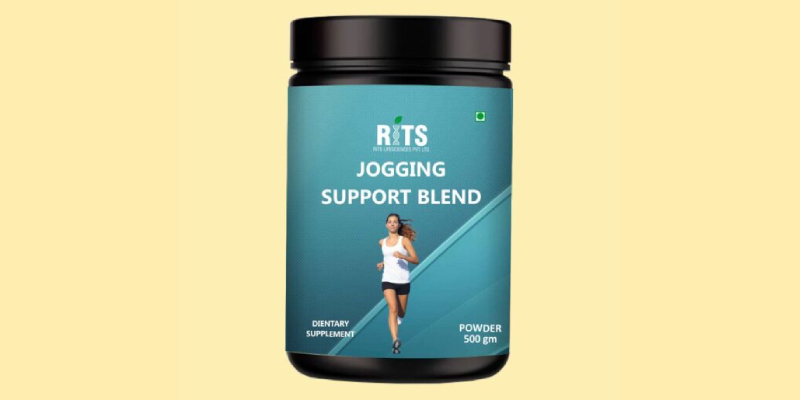 RiTS
RITS LIFESCIENCES PVT. LTD.
JOGGING
SUPPORT BLEND
DIENTARY
SUPPLEMENT
POWDER
500 gm